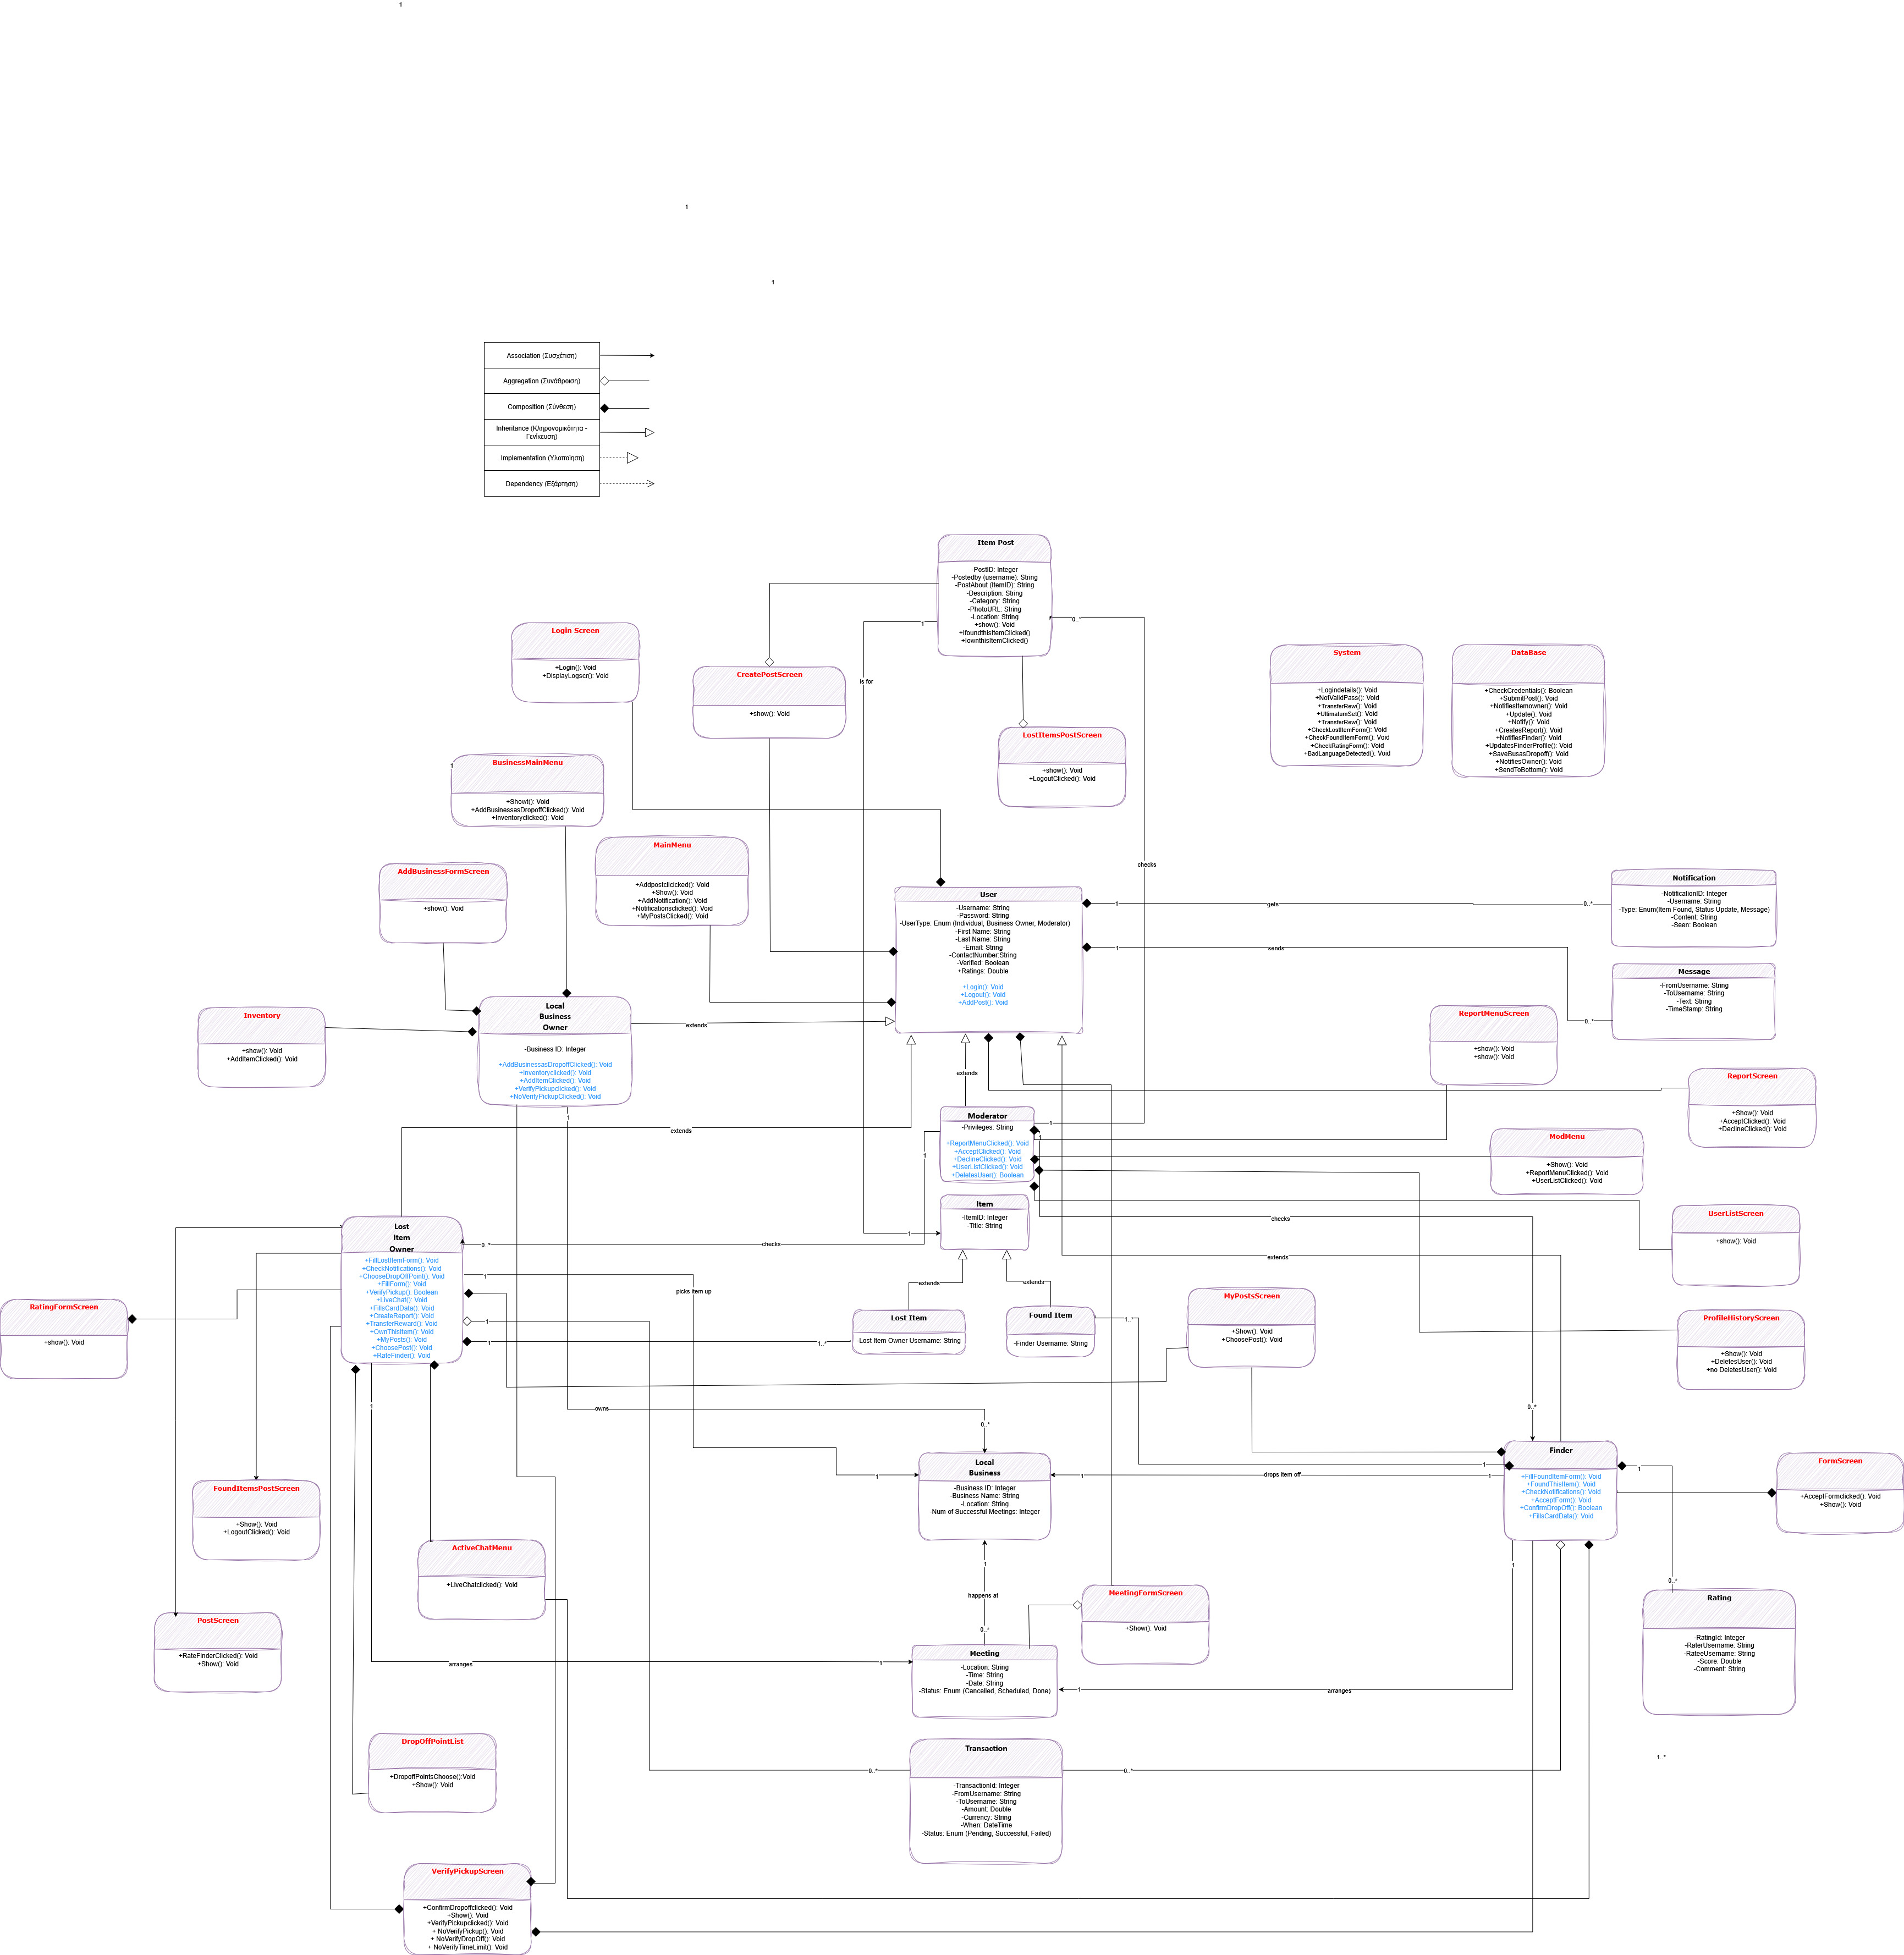 1
1
1
Association (Συσχέτιση)
Aggregation (Συνάθροιση)
Composition (Σύνθεση)
Inheritance (Κληρονομικότητα -
Γενίκευση)
Implementation (Υλοποίηση)
Dependency (Εξάρτηση)
Item Post
-PostID: Integer
-Postedby (username): String
-PostAbout (ItemID): String
-Description: String
-Category: String
-PhotoURL: String
-Location: String
+show(): Void
+IfoundthisItemClicked()
+IownthisItemClicked()
0..*
1
is for
Login Screen
+Login(): Void
+DisplayLogscr(): Void
CreatePostScreen
+show(): Void
LostItemsPostScreen
+show(): Void
+LogoutClicked(): Void
System
+Logindetails(): Void
+NotValidPass(): Void
+TransferRew(): Void
+UltimatumSet(): Void
+TransferRew(): Void
+CheckLostItemForm(): Void
+CheckFoundItemForm(): Void
+CheckRatingForm(): Void
+BadLanguageDetected(): Void
DataBase
+CheckCredentials(): Boolean
+SubmitPost(): Void
+NotifiesItemowner(): Void
+Update(): Void
+Notify(): Void
+CreatesReport(): Void
+NotifiesFinder(): Void
+UpdatesFinderProfile(): Void
+SaveBusasDropoff(): Void
+NotifiesOwner(): Void
+SendToBottom(): Void
1
BusinessMainMenu
+Showt(): Void
+AddBusinessasDropoffClicked(): Void
+Inventoryclicked(): Void
MainMenu
+Addpostclcicked(): Void
+Show(): Void
+AddNotification(): Void
+Notificationsclicked(): Void
+MyPostsClicked(): Void
AddBusinessFormScreen
+show(): Void
checks
User
-Username: String
-Password: String
-UserType: Enum (Individual, Business Owner, Moderator)
-First Name: String
-Last Name: String
-Email: String
-ContactNumber:String
-Verified: Boolean
+Ratings: Double
+Login(): Void
+Logout(): Void
+AddPost(): Void
1
gets
0..*
1
sends
0..*
Notification
-NotificationID: Integer
-Username: String
-Type: Enum(Item Found, Status Update, Message)
-Content: String
-Seen: Boolean
Message
-FromUsername: String
-ToUsername: String
-Text: String
-TimeStamp: String
Inventory
+show(): Void
+AddItemClicked(): Void
Local
Business
Owner
-Business ID: Integer
+AddBusinessasDropoffClicked(): Void
+Inventoryclicked(): Void
+AddItemClicked(): Void
+VerifyPickupclicked(): Void
+NoVerifyPickupClicked(): Void
extends
1
ReportMenuScreen
+show(): Void
+show(): Void
ReportScreen
+Show(): Void
+AcceptClicked(): Void
+DeclineClicked(): Void
extends
extends
Moderator
-Privileges: String
+ReportMenuClicked(): Void
+AcceptClicked(): Void
+DeclineClicked(): Void
+UserListClicked(): Void
+DeletesUser(): Boolean
1
1
1
ModMenu
+Show(): Void
+ReportMenuClicked(): Void
+UserListClicked(): Void
Item
-ItemID: Integer
-Title: String
1
checks
extends
UserListScreen
+show(): Void
Lost
Item
Owner
+FillLostItemForm(): Void
+CheckNotifications(): Void
+ChooseDropOffPoint(): Void
+FillForm(): Void
+VerifyPickup(): Boolean
+LiveChat(): Void
+FillsCardData(): Void
+CreateReport(): Void
+TransferReward(): Void
+OwnThisItem(): Void
+MyPosts(): Void
+ChoosePost(): Void
+RateFinder(): Void
0..*
checks
1
picks item up
1
1
1..*
extends
extends
Lost Item
-Lost Item Owner Username: String
Found Item
-Finder Username: String
1..*
MyPostsScreen
+Show(): Void
+ChoosePost(): Void
ProfileHistoryScreen
+Show(): Void
+DeletesUser(): Void
+no DeletesUser(): Void
RatingFormScreen
+show(): Void
1
owns
0..*
0..*
Local
Business
-Business ID: Integer
-Business Name: String
-Location: String
-Num of Successful Meetings: Integer
1
1
drops item off
1
1
Finder
+FillFoundItemForm(): Void
+FoundThisItem(): Void
+CheckNotifications(): Void
+AcceptForm(): Void
+ConfirmDropOff(): Boolean
+FillsCardData(): Void
1
FormScreen
+AcceptFormclicked(): Void
+Show(): Void
FoundItemsPostScreen
+Show(): Void
+LogoutClicked(): Void
ActiveChatMenu
+LiveChatclicked(): Void
1
happens at
0..*
1
0..*
MeetingFormScreen
+Show(): Void
Rating
-RatingId: Integer
-RaterUsername: String
-RateeUsername: String
-Score: Double
-Comment: String
PostScreen
+RateFinderClicked(): Void
+Show(): Void
arranges
1
Meeting
-Location: String
-Time: String
-Date: String
-Status: Enum (Cancelled, Scheduled, Done)
1
arranges
DropOffPointList
+DropoffPointsChoose():Void
+Show(): Void
0..*
Transaction
-TransactionId: Integer
-FromUsername: String
-ToUsername: String
-Amount: Double
-Currency: String
-When: DateTime
-Status: Enum (Pending, Successful, Failed)
0..*
1..*
VerifyPickupScreen
+ConfirmDropoffclicked(): Void
+Show(): Void
+VerifyPickupclicked(): Void
+ NoVerifyPickup(): Void
+ NoVerifyDropOff(): Void
+ NoVerifyTimeLimit(): Void